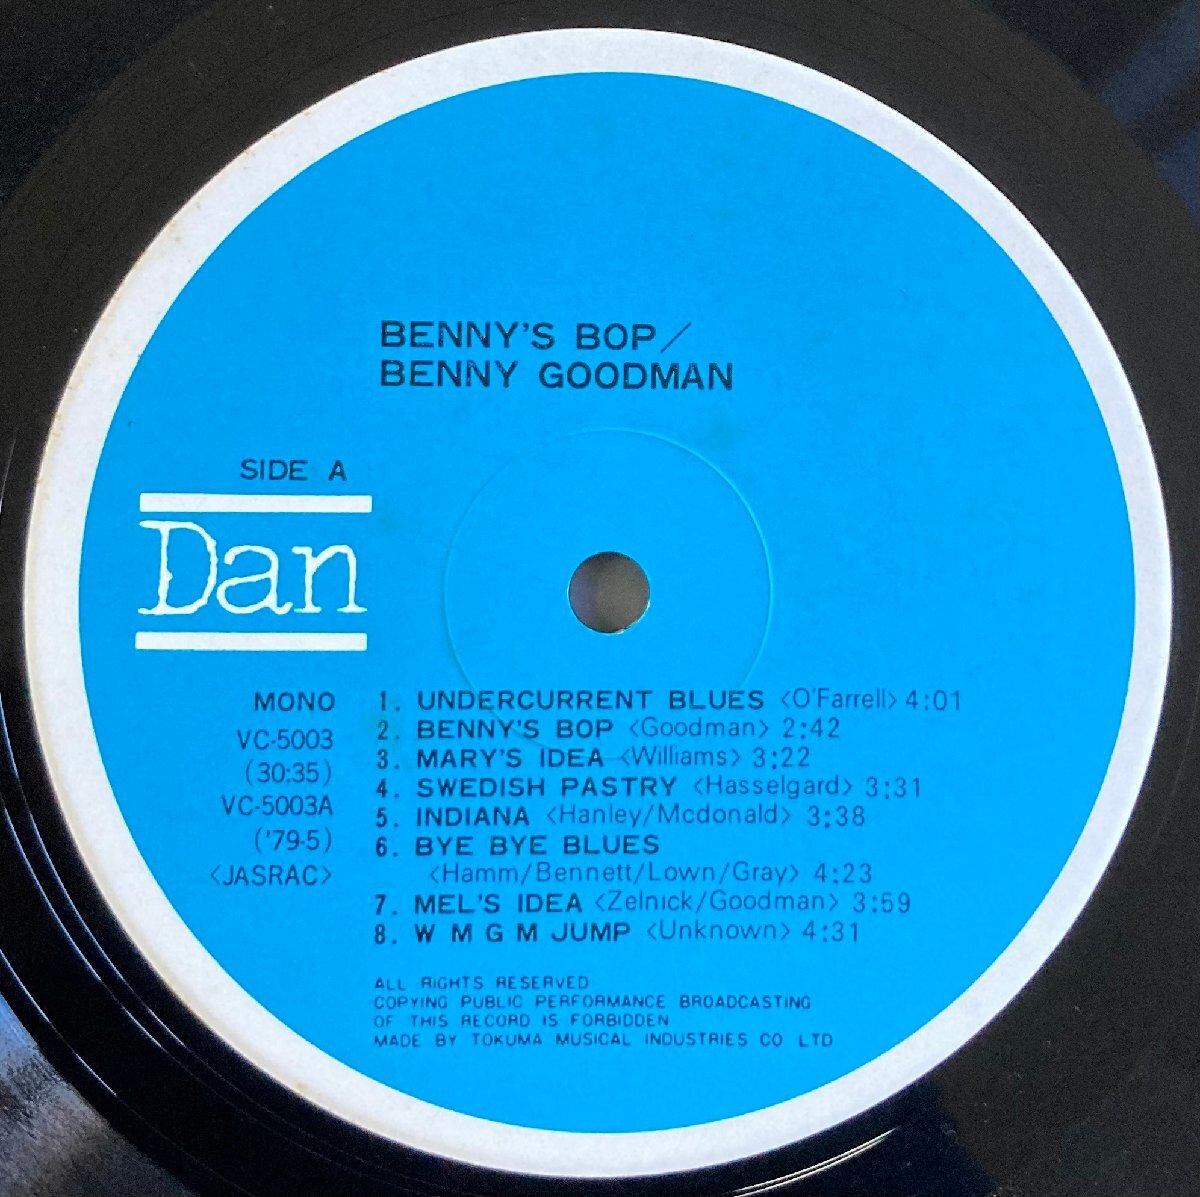 BENNY'S BOP/
BENNY GOODMAN
SIDE A
Dan
MONO
VC-5003
(30:35)
VC-5003A
('79-5)
<JASRAC>
1. UNDERCURRENT BLUES <O'Farrell> 4:01
2. BENNY'S BOP <Goodman> 2:42
3. MARY'S IDEA <Williams> 3:22
4. SWEDISH PASTRY <Hasselgard> 3:31
5. INDIANA <Hanley/Mcdonald> 3:38
6. BYE BYE BLUES
<Hamm/Bennett/Lown/Gray> 4:23
7. MEL'S IDEA <Zelnick/Goodman> 3:59
8. W M G M JUMP <Unknown> 4:31
ALL RIGHTS RESERVED
COPYING PUBLIC PERFORMANCE BROADCASTING
OF THIS RECORD IS FORBIDDEN
MADE BY TOKUMA MUSICAL INDUSTRIES CO LTD